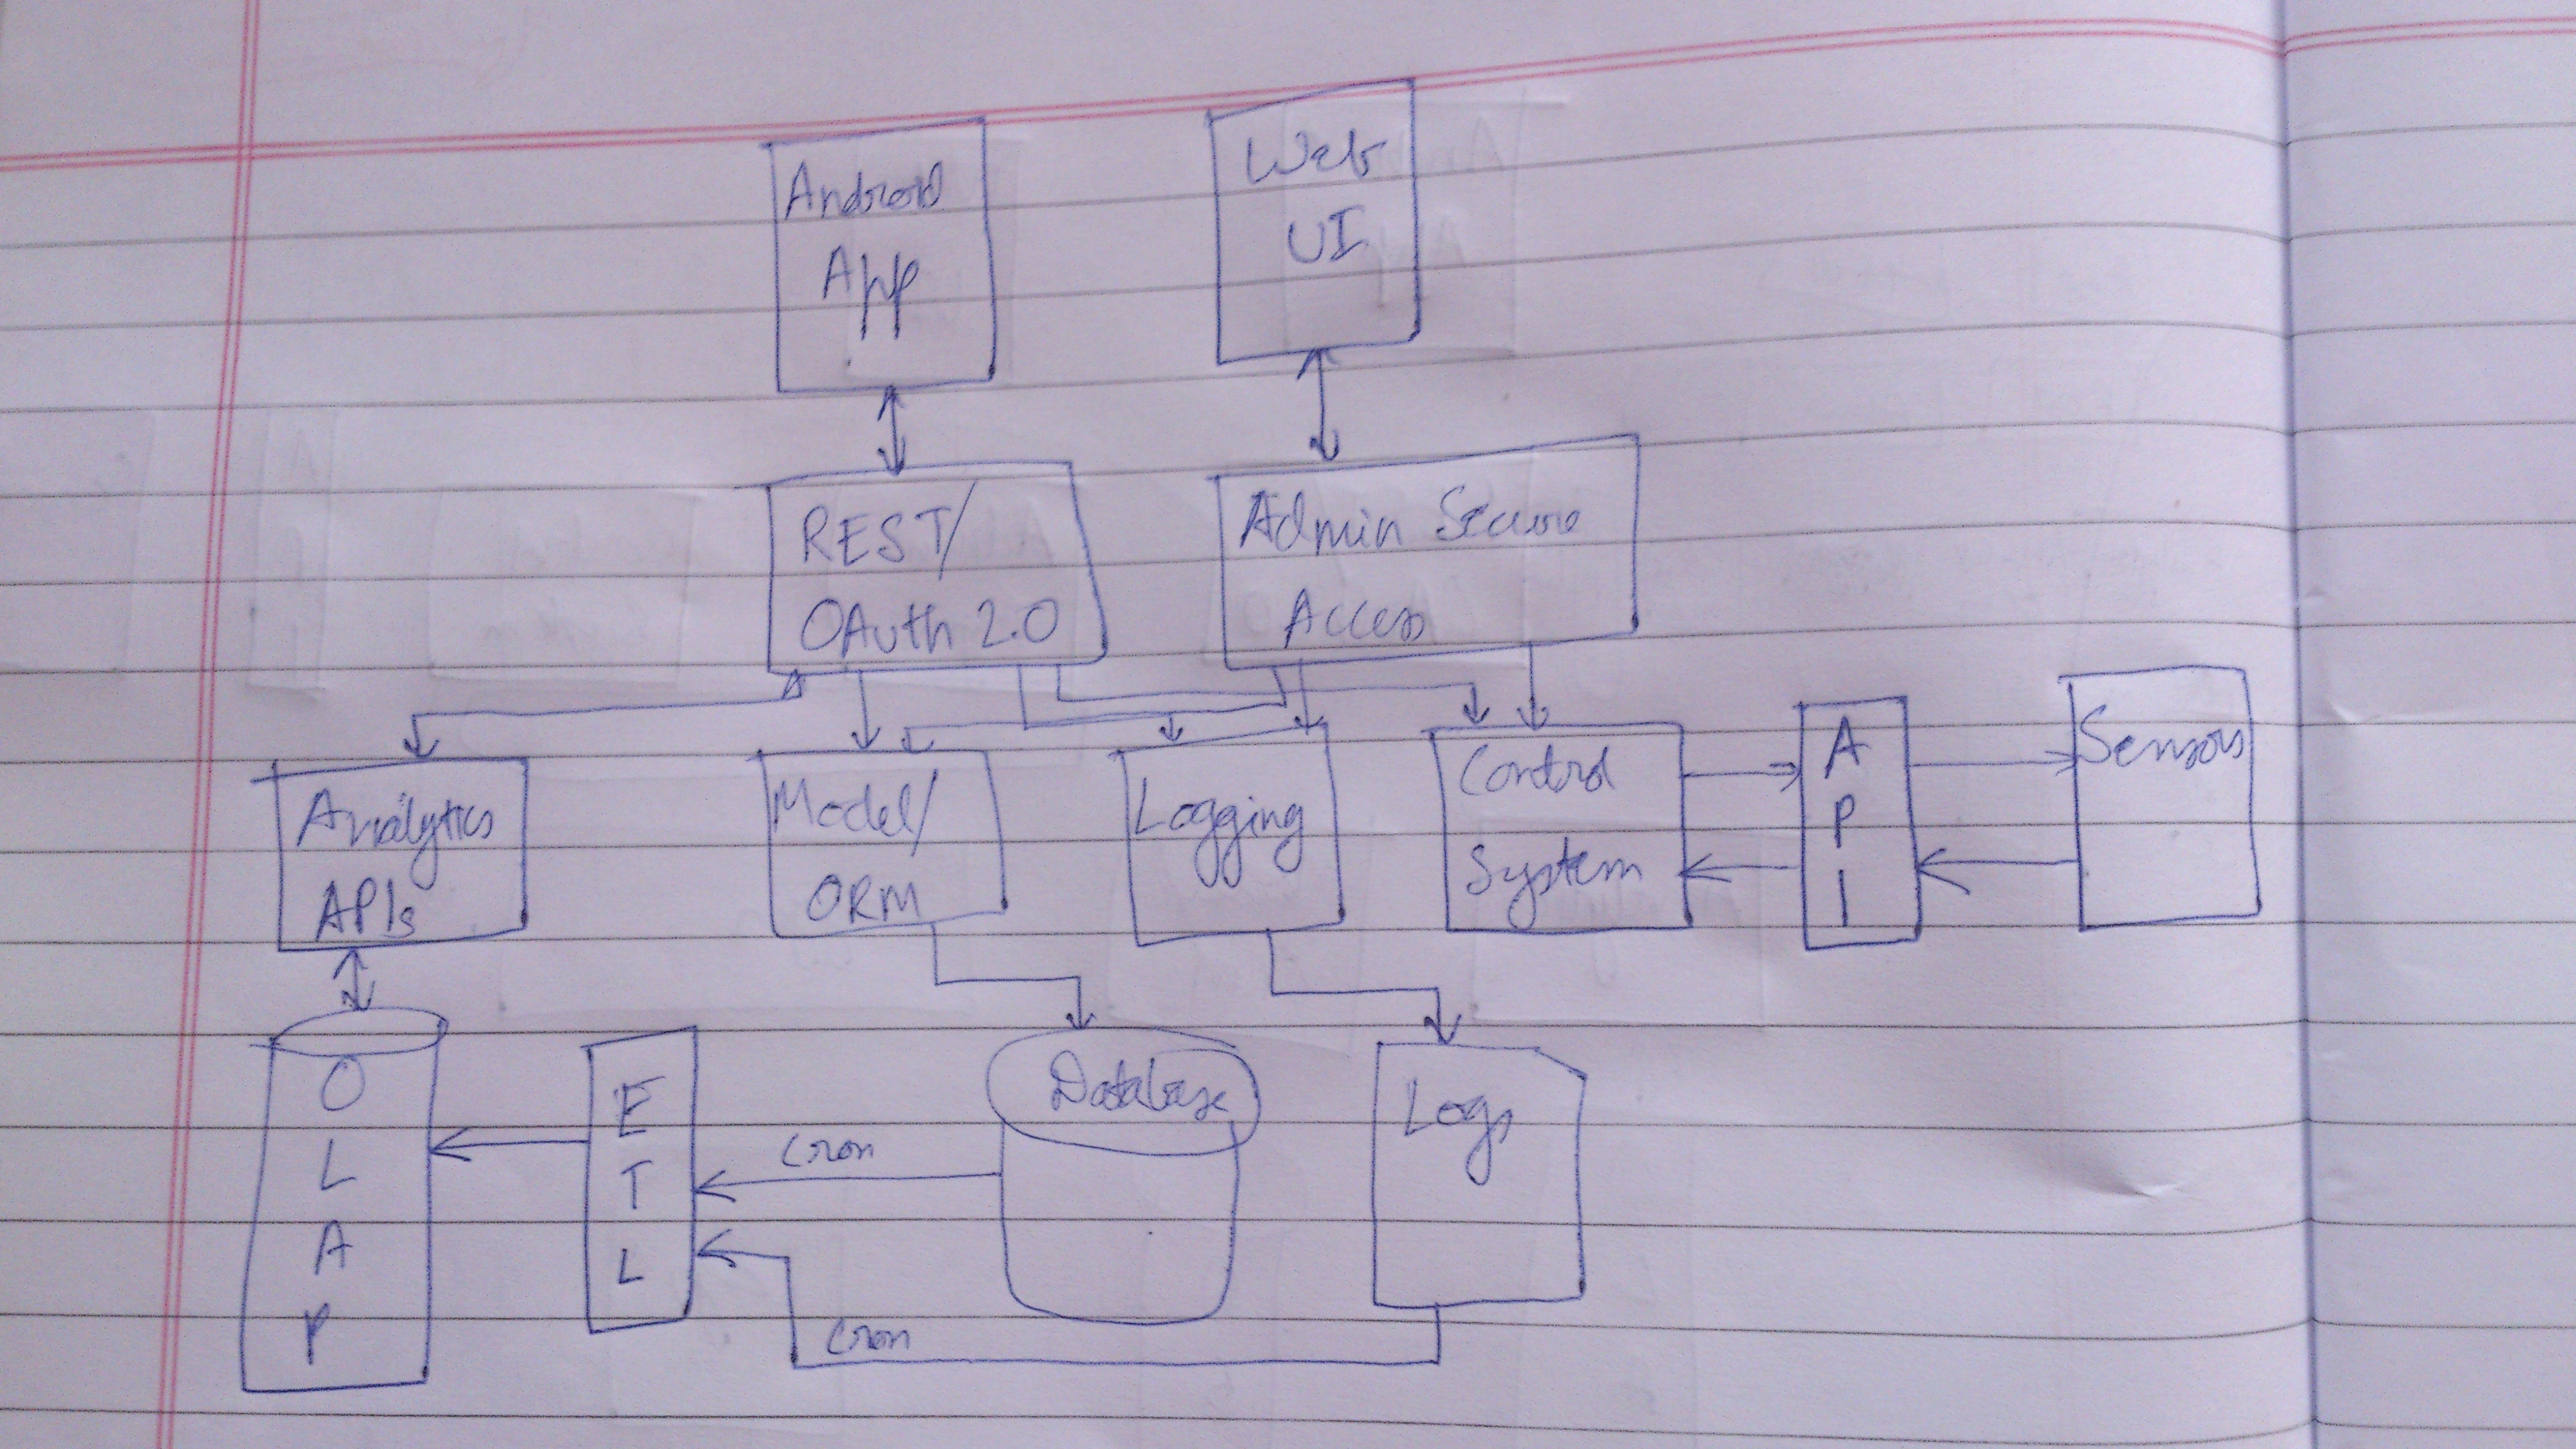 Android
App
Web
UI
REST/
OAuth 2.0
Admin Secure
Access
Analytics
APIs
Model/
ORM
Logging
Control
System
A
P
I
Sensors
O
L
A
P
E
T
L
Cron
Database
Logs
Cron